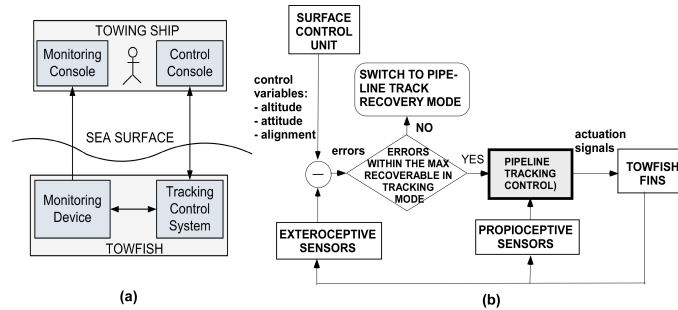 TOWING SHIP
Monitoring
Console
Control
Console
SEA SURFACE
Monitoring
Device
Tracking
Control
System
TOWFISH
(a)
SURFACE
CONTROL
UNIT
control
variables:
- altitude
- attitude
- alignment
SWITCH TO PIPE-
LINE TRACK
RECOVERY MODE
NO
errors
ERRORS
WITHIN THE MAX
RECOVERABLE IN
TRACKING
MODE
YES
PIPELINE
TRACKING
CONTROL)
actuation
signals
TOWFISH
FINS
EXTEROCEPTIVE
SENSORS
PROPIOCEPTIVE
SENSORS
(b)